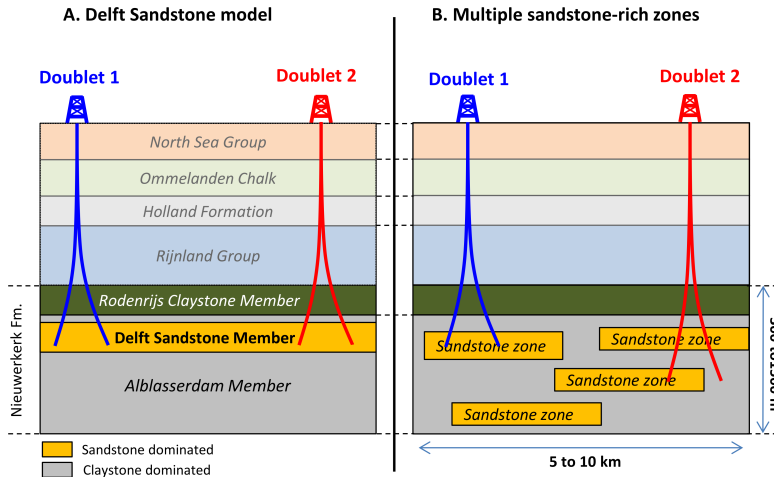 A. Delft Sandstone model
B. Multiple sandstone-rich zones
Doublet 1
Doublet 2
Doublet 1
Doublet 2
North Sea Group
Ommelanden Chalk
Holland Formation
Rijnland Group
Rodenrijs Claystone Member
Delft Sandstone Member
Alblasserdam Member
Nieuwerkerk Fm.
Sandstone zone
Sandstone zone
Sandstone zone
Sandstone zone
5 to 10 km
Sandstone dominated
Claystone dominated